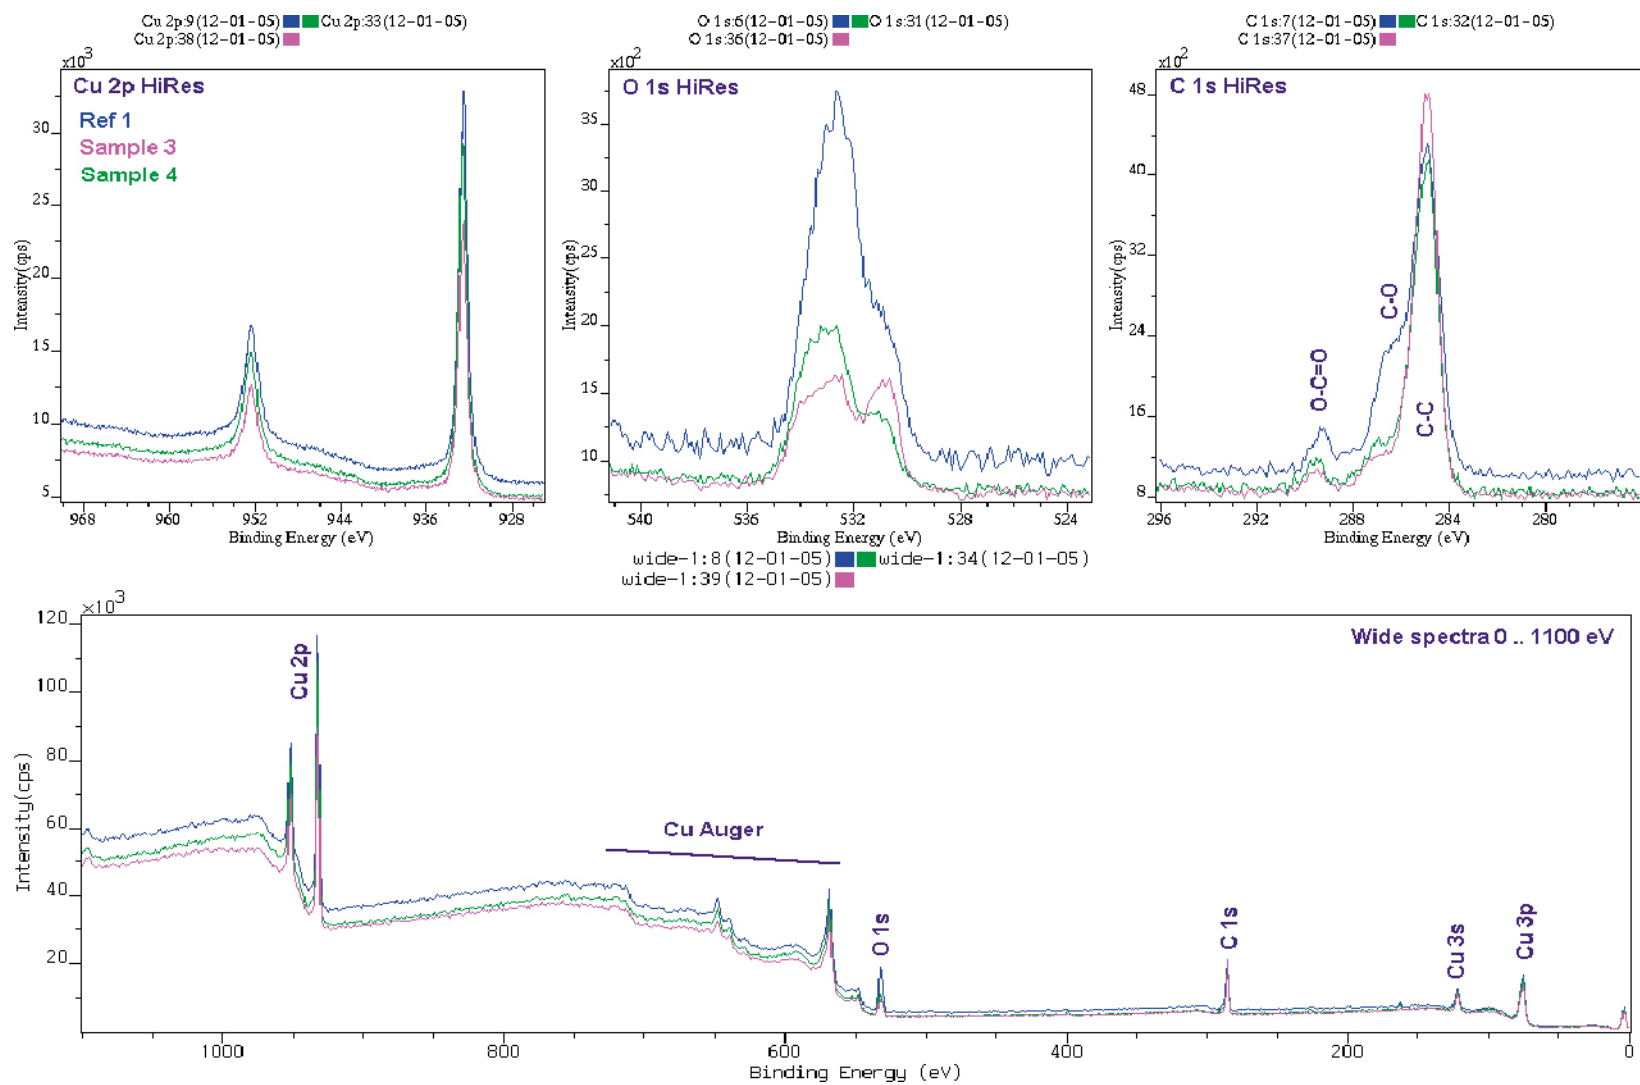 Cu 2p:9(12-01-05) Cu 2p:33(12-01-05)
Cu 2p:38(12-01-05)
x10³
Cu 2p HiRes
Ref 1
Sample 3
Sample 4
Intensity(cps)
30
25
20
15
10
5
968 960 952 944 936 928
Binding Energy (eV)
O 1s:6(12-01-05) O 1s:31(12-01-05)
O 1s:36(12-01-05)
x10²
O 1s HiRes
Intensity(cps)
35
30
25
20
15
10
540 536 532 528 524
Binding Energy (eV)
C 1s:7(12-01-05) C 1s:32(12-01-05)
C 1s:37(12-01-05)
x10²
C 1s HiRes
Intensity(cps)
48
40
32
24
16
8
O-C=O
C-O
C-C
296 292 288 284 280
Binding Energy (eV)
wide-1:8(12-01-05) wide-1:34(12-01-05)
wide-1:39(12-01-05)
×10³
Wide spectra 0 .. 1100 eV
Intensity(cps)
120
100
80
60
40
20
Cu 2p
Cu Auger
O 1s
C 1s
Cu 3s
Cu 3p
1000 800 600 400 200 0
Binding Energy (eV)